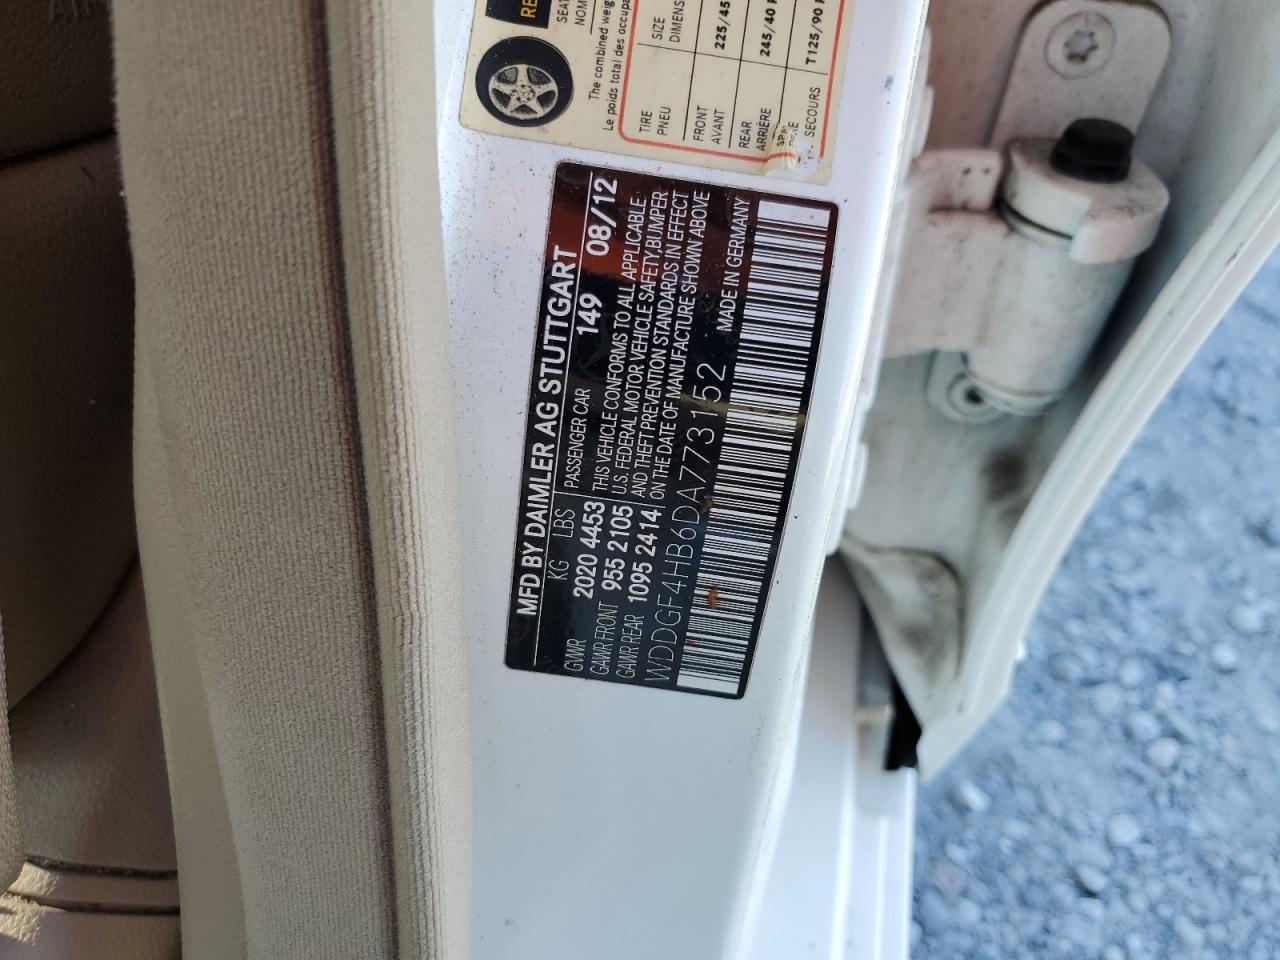 RE
SEAT
NOM
The combined weig
Le poids total des occupa
TIRE SIZE
PNEU DIMENS
FRONT 225/45
AVANT
REAR 245/40 R
ARRIÈRE
T125/90 R
SECOURS
MFD BY DAIMLER AG STUTTGART
PASSENGER CAR 149 08/12
KG LBS
GVWR 2020 4453
GAWR FRONT 955 2105
GAWR REAR 1095 2414
THIS VEHICLE CONFORMS TO ALL APPLICABLE
U.S. FEDERAL MOTOR VEHICLE SAFETY,BUMPER
AND THEFT PREVENTION STANDARDS IN EFFECT
ON THE DATE OF MANUFACTURE SHOWN ABOVE
WDDGF4HB6DA773152 MADE IN GERMANY